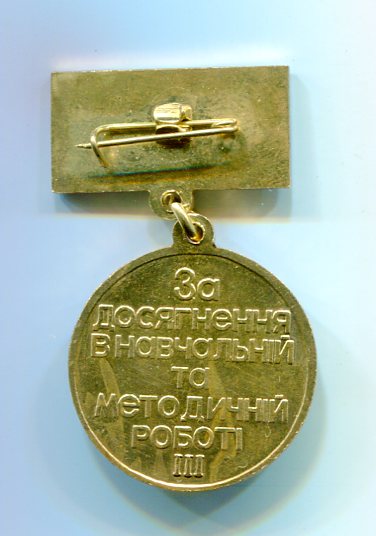 За
досягнення
в навчальній
та
методичній
роботі
III